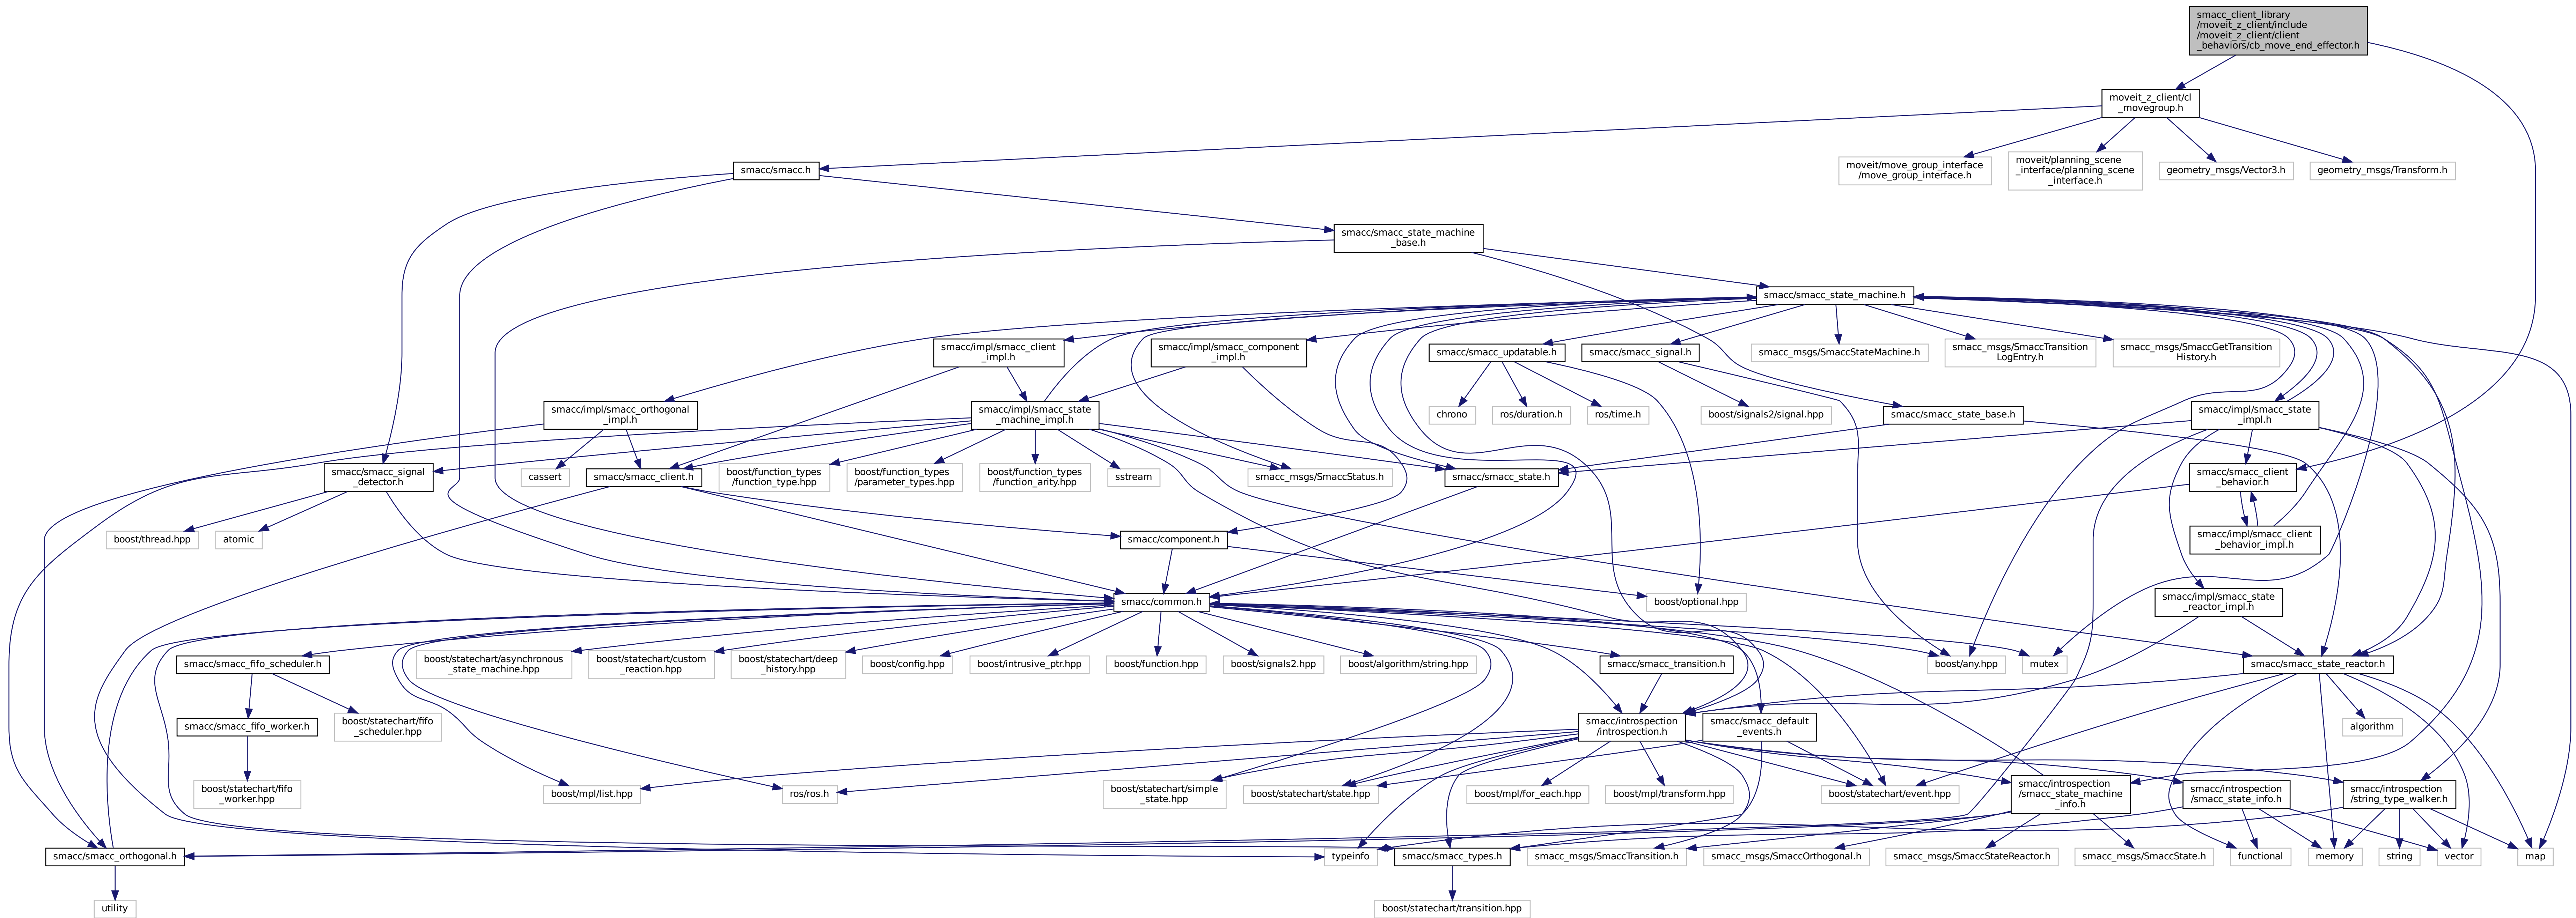 smacc_client_library
/moveit_z_client/include
/moveit_z_client/client
_behaviors/cb_move_end_effector.h
moveit_z_client/cl
_movegroup.h
smacc/smacc.h
moveit/move_group_interface
/move_group_interface.h
moveit/planning_scene
_interface/planning_scene
_interface.h
geometry_msgs/Vector3.h
geometry_msgs/Transform.h
smacc/smacc_state_machine
_base.h
smacc/smacc_state_machine.h
smacc/impl/smacc_client
_impl.h
smacc/impl/smacc_component
_impl.h
smacc/smacc_updatable.h
smacc/smacc_signal.h
smacc_msgs/SmaccStateMachine.h
smacc_msgs/SmaccTransition
LogEntry.h
smacc_msgs/SmaccGetTransition
History.h
smacc/impl/smacc_orthogonal
_impl.h
smacc/impl/smacc_state
_machine_impl.h
chrono
ros/duration.h
ros/time.h
boost/signals2/signal.hpp
smacc/smacc_state_base.h
smacc/impl/smacc_state
_impl.h
smacc/smacc_signal
_detector.h
cassert
smacc/smacc_client.h
boost/function_types
/function_type.hpp
boost/function_types
/parameter_types.hpp
boost/function_types
/function_arity.hpp
sstream
smacc_msgs/SmaccStatus.h
smacc/smacc_state.h
smacc/smacc_client
_behavior.h
boost/thread.hpp
atomic
smacc/component.h
smacc/impl/smacc_client
_behavior_impl.h
smacc/common.h
boost/optional.hpp
smacc/impl/smacc_state
_reactor_impl.h
smacc/smacc_fifo_scheduler.h
boost/statechart/asynchronous
_state_machine.hpp
boost/statechart/custom
_reaction.hpp
boost/statechart/deep
_history.hpp
boost/config.hpp
boost/intrusive_ptr.hpp
boost/function.hpp
boost/signals2.hpp
boost/algorithm/string.hpp
smacc/smacc_transition.h
boost/any.hpp
mutex
smacc/smacc_state_reactor.h
smacc/smacc_fifo_worker.h
boost/statechart/fifo
_scheduler.hpp
smacc/introspection
/introspection.h
smacc/smacc_default
_events.h
algorithm
boost/statechart/fifo
_worker.hpp
boost/mpl/list.hpp
ros/ros.h
boost/statechart/simple
_state.hpp
boost/statechart/state.hpp
boost/mpl/for_each.hpp
boost/mpl/transform.hpp
boost/statechart/event.hpp
smacc/introspection
/smacc_state_machine
_info.h
smacc/introspection
/smacc_state_info.h
smacc/introspection
/string_type_walker.h
smacc/smacc_orthogonal.h
typeinfo
smacc/smacc_types.h
smacc_msgs/SmaccTransition.h
smacc_msgs/SmaccOrthogonal.h
smacc_msgs/SmaccStateReactor.h
smacc_msgs/SmaccState.h
functional
memory
string
vector
map
utility
boost/statechart/transition.hpp